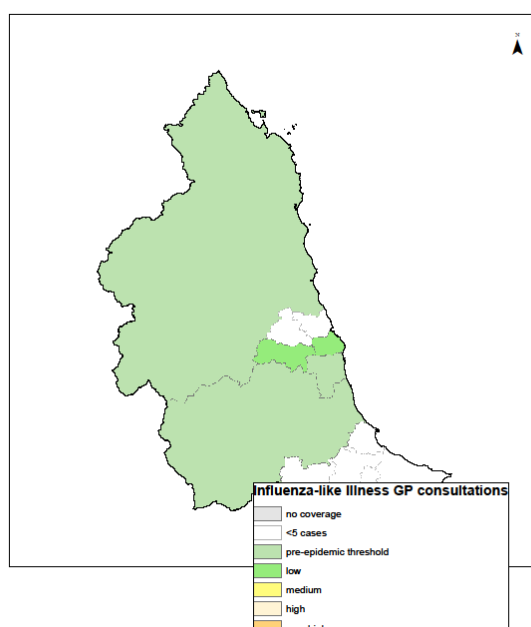 N
Influenza-like Illness GP consultations
no coverage
<5 cases
pre-epidemic threshold
low
medium
high